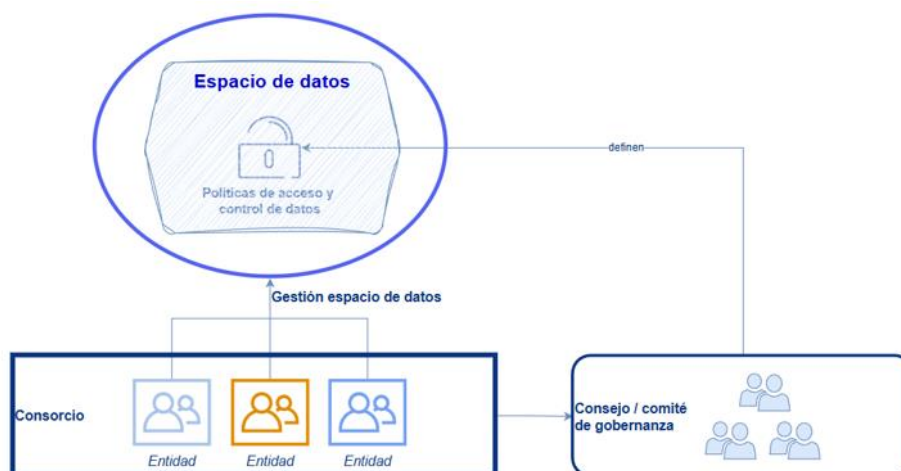 Espacio de datos
definen
Políticas de acceso y
control de datos
Gestión espacio de datos
Consorcio
Entidad
Entidad
Entidad
Consejo / comité
de gobernanza